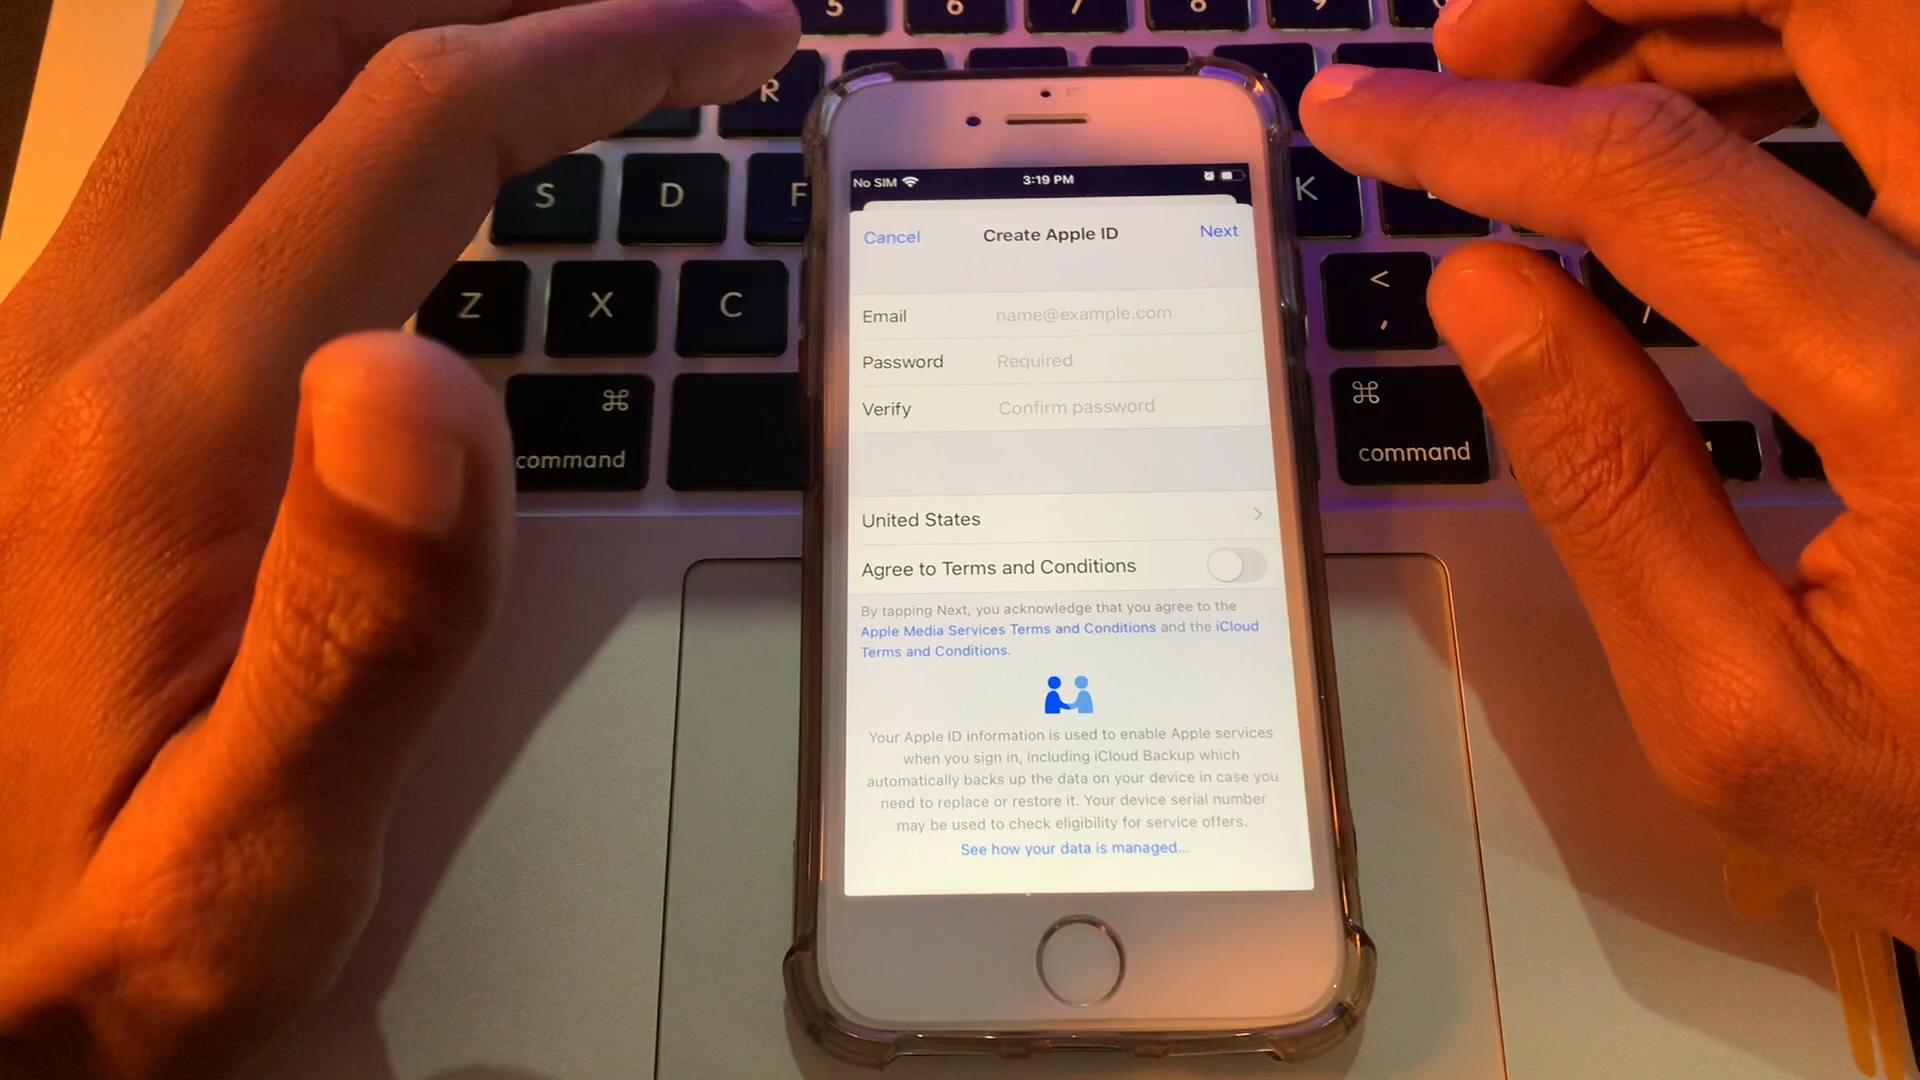 5 6 7 8 9
R
S D F K
Z X C < ,
⌘ command
⌘ command
No SIM 3:19 PM
Cancel Create Apple ID Next
Email name@example.com
Password Required
Verify Confirm password
United States >
Agree to Terms and Conditions
By tapping Next, you acknowledge that you agree to the
Apple Media Services Terms and Conditions and the iCloud
Terms and Conditions.
Your Apple ID information is used to enable Apple services
when you sign in, including iCloud Backup which
automatically backs up the data on your device in case you
need to replace or restore it. Your device serial number
may be used to check eligibility for service offers.
See how your data is managed...